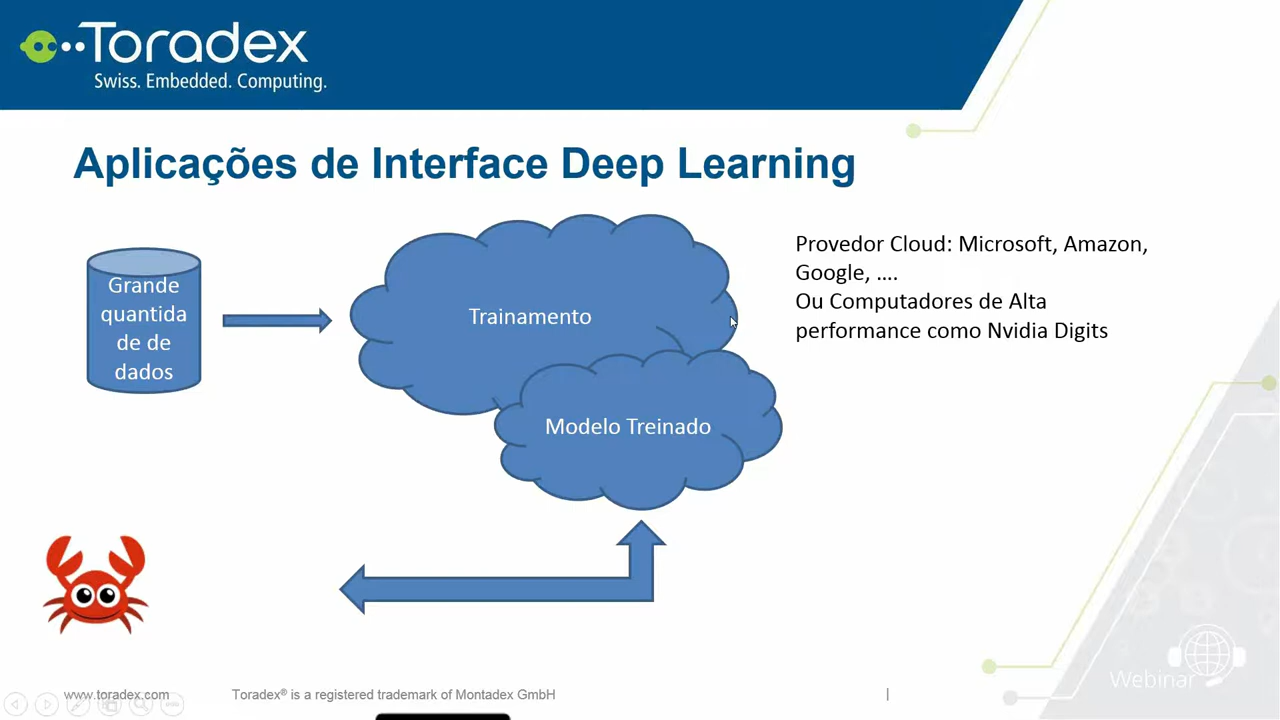 Toradex
Swiss. Embedded. Computing.
Aplicações de Interface Deep Learning
Grande
quantida
de de
dados
Trainamento
Modelo Treinado
Provedor Cloud: Microsoft, Amazon,
Google, ....
Ou Computadores de Alta
performance como Nvidia Digits
Webinar
www.toradex.com
Toradex® is a registered trademark of Montadex GmbH
|